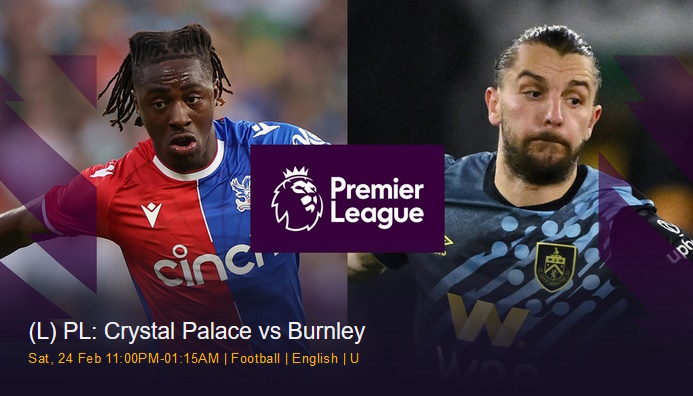 Premier
League
cinch
W.
(L) PL: Crystal Palace vs Burnley
Sat, 24 Feb 11:00PM-01:15AM | Football | English | U